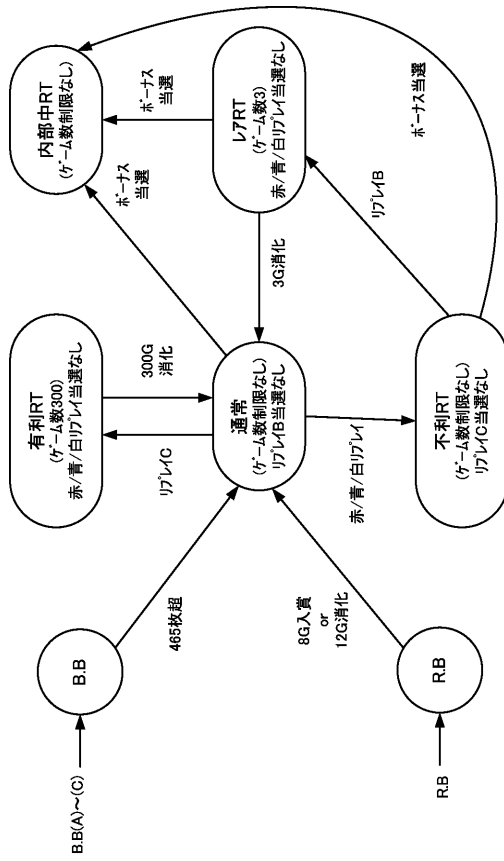 B.B(A)～(C)
B.B
465枚超
R.B
R.B
8G入賞
or
12G消化
有利RT
(ゲーム数300)
赤/青/白リプレイ当選なし
リプレイC
300G
消化
通常
(ゲーム数制限なし)
リプレイB当選なし
赤/青/白リプレイ
不利RT
(ゲーム数制限なし)
リプレイC当選なし
3G消化
リプレイB
レアRT
(ゲーム数3)
赤/青/白リプレイ当選なし
ボーナス
当選
ボーナス
当選
内部中RT
(ゲーム数制限なし)
ボーナス当選